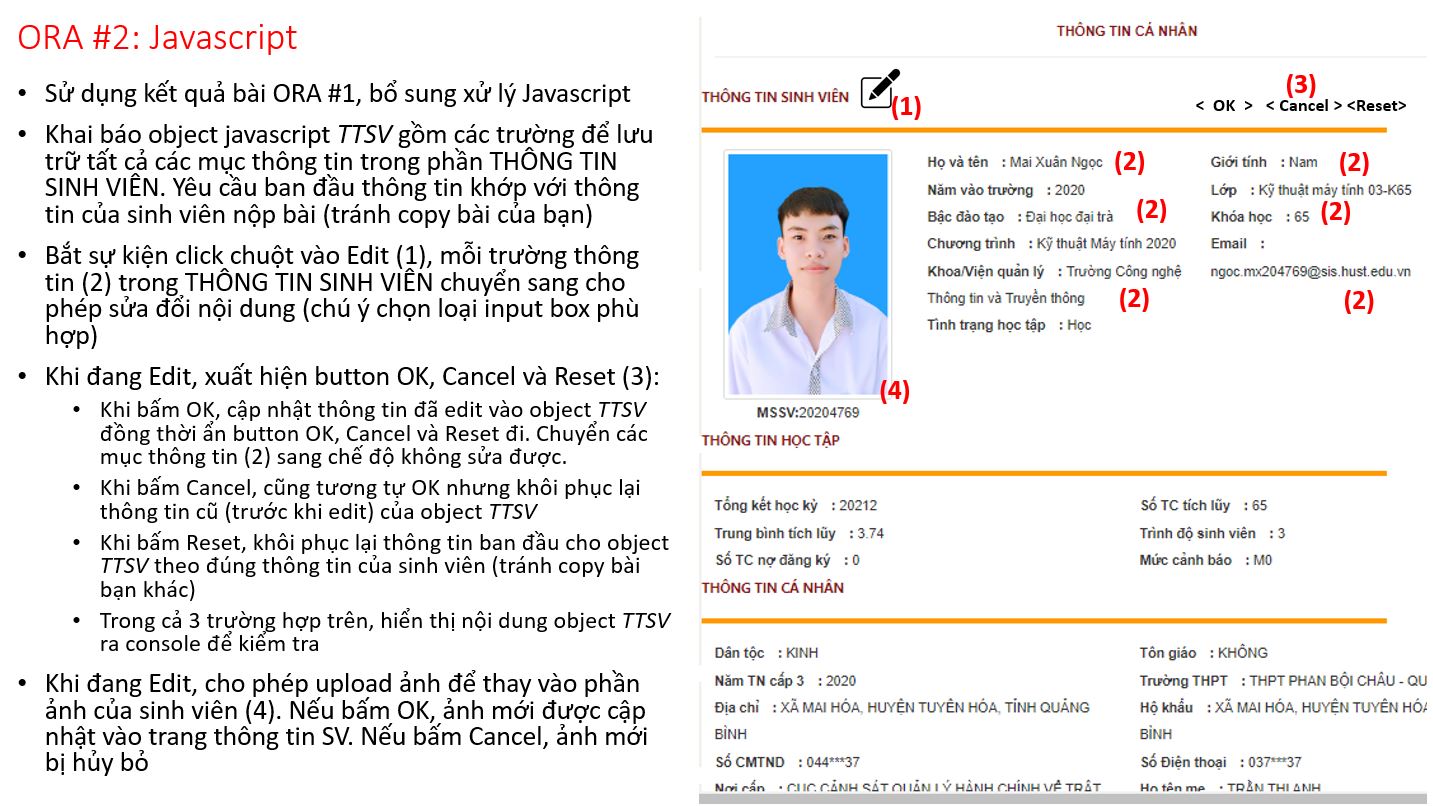 ORA #2: Javascript
• Sử dụng kết quả bài ORA #1, bổ sung xử lý Javascript
• Khai báo object javascript TTSV gồm các trường để lưu
trữ tất cả các mục thông tin trong phần THÔNG TIN
SINH VIÊN. Yêu cầu ban đầu thông tin khớp với thông
tin của sinh viên nộp bài (tránh copy bài của bạn)
• Bắt sự kiện click chuột vào Edit (1), mỗi trường thông
tin (2) trong THÔNG TIN SINH VIÊN chuyển sang cho
phép sửa đổi nội dung (chú ý chọn loại input box phù
hợp)
• Khi đang Edit, xuất hiện button OK, Cancel và Reset (3):
• Khi bấm OK, cập nhật thông tin đã edit vào object TTSV
đồng thời ẩn button OK, Cancel và Reset đi. Chuyển các
mục thông tin (2) sang chế độ không sửa được.
• Khi bấm Cancel, cũng tương tự OK nhưng khôi phục lại
thông tin cũ (trước khi edit) của object TTSV
• Khi bấm Reset, khôi phục lại thông tin ban đầu cho object
TTSV theo đúng thông tin của sinh viên (tránh copy bài
bạn khác)
• Trong cả 3 trường hợp trên, hiển thị nội dung object TTSV
ra console để kiểm tra
• Khi đang Edit, cho phép upload ảnh để thay vào phần
ảnh của sinh viên (4). Nếu bấm OK, ảnh mới được cập
nhật vào trang thông tin SV. Nếu bấm Cancel, ảnh mới
bị hủy bỏ
THÔNG TIN CÁ NHÂN
THÔNG TIN SINH VIÊN (1)
(3)
< OK > < Cancel > <Reset>
Họ và tên : Mai Xuân Ngọc (2) Giới tính : Nam (2)
Năm vào trường : 2020 Lớp : Kỹ thuật máy tính 03-K65
Bậc đào tạo : Đại học đại trà (2) Khóa học : 65 (2)
Chương trình : Kỹ thuật Máy tính 2020 Email :
Khoa/Viện quản lý : Trường Công nghệ ngoc.mx204769@sis.hust.edu.vn
Thông tin và Truyền thông (2) (2)
Tình trạng học tập : Học
(4)
MSSV:20204769
THÔNG TIN HỌC TẬP
Tổng kết học kỳ : 20212 Số TC tích lũy : 65
Trung bình tích lũy : 3.74 Trình độ sinh viên : 3
Số TC nợ đăng ký : 0 Mức cảnh báo : M0
THÔNG TIN CÁ NHÂN
Dân tộc : KINH Tôn giáo : KHÔNG
Năm TN cấp 3 : 2020 Trường THPT : THPT PHAN BỘI CHÂU - QU
Địa chỉ : XÃ MAI HÓA, HUYỆN TUYÊN HÓA, TỈNH QUẢNG Hộ khẩu : XÃ MAI HÓA, HUYỆN TUYÊN HÓA
BÌNH BÌNH
Số CMTND : 044***37 Số Điện thoại : 037***37
Nơi cấp : CỤC CẢNH SÁT QUẢN LÝ HÀNH CHÍNH VỀ TRẬT Họ tên mẹ : TRẦN THỊ ANH